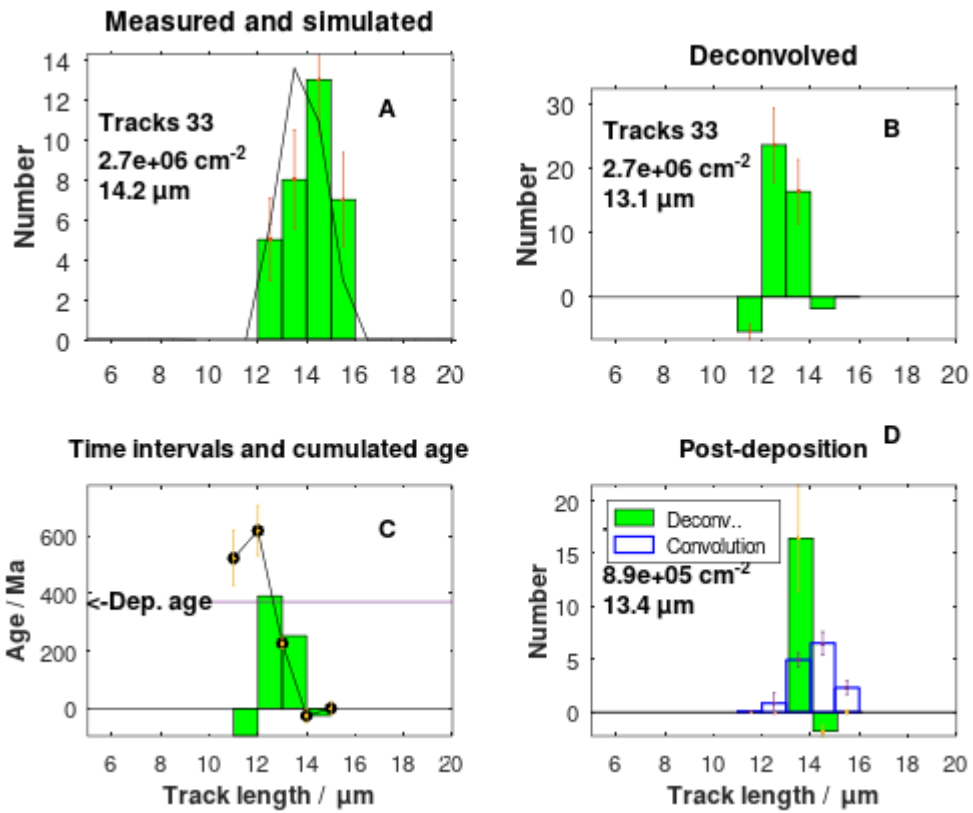 Measured and simulated
14
12
10
8
6
4
2
0
Number
A
Tracks 33
2.7e+06 cm-2
14.2 µm
6 8 10 12 14 16 18 20
Deconvolved
30
20
10
0
Number
B
Tracks 33
2.7e+06 cm-2
13.1 µm
6 8 10 12 14 16 18 20
Time intervals and cumulated age
600
400
200
0
Age / Ma
C
<-Dep. age
6 8 10 12 14 16 18 20
Track length / µm
Post-deposition
D
20
15
10
5
0
Number
Deconv..
Convolution
8.9e+05 cm-2
13.4 µm
6 8 10 12 14 16 18 20
Track length / µm